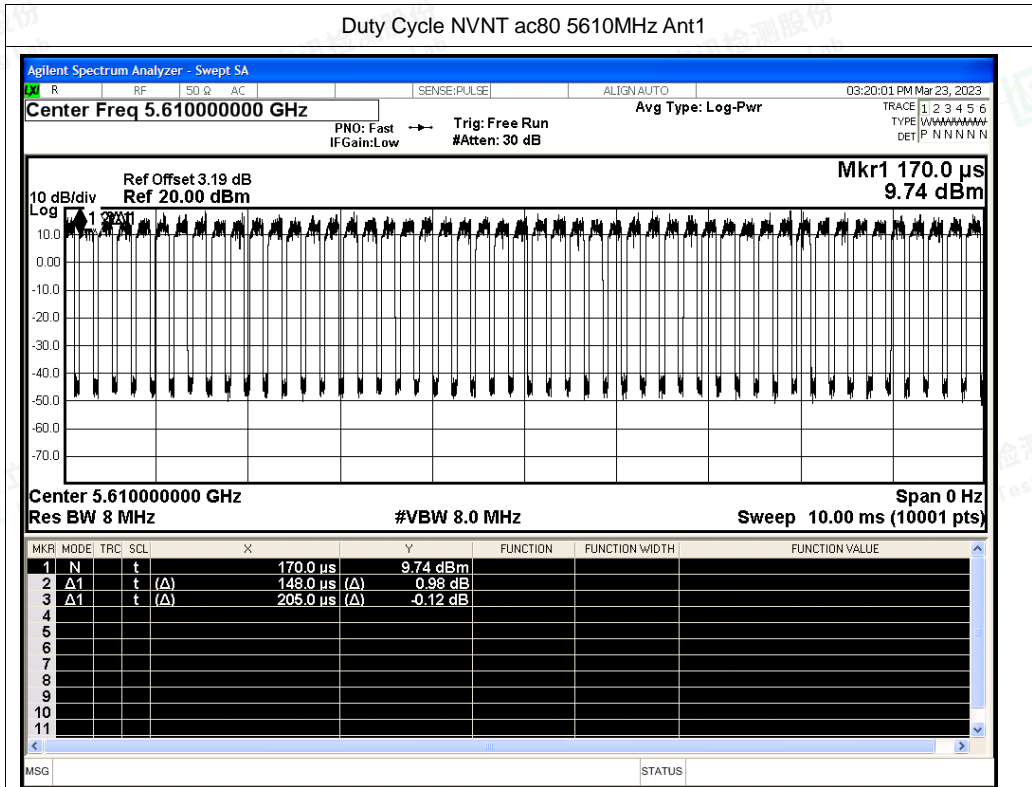 Duty Cycle NVNT ac80 5610MHz Ant1
Agilent Spectrum Analyzer - Swept SA
LXI R RF 50 Ω AC SENSE:PULSE ALIGN AUTO 03:20:01 PM Mar 23, 2023
Center Freq 5.610000000 GHz Avg Type: Log-Pwr TRACE 1 2 3 4 5 6
PNO: Fast Trig: Free Run TYPE
IFGain:Low #Atten: 30 dB DET P N N N N N
Mkr1 170.0 µs
Ref Offset 3.19 dB
10 dB/div Ref 20.00 dBm 9.74 dBm
Log
1
10.0
0.00
-10.0
-20.0
-30.0
-40.0
-50.0
-60.0
-70.0
Center 5.610000000 GHz Span 0 Hz
Res BW 8 MHz #VBW 8.0 MHz Sweep 10.00 ms (10001 pts)
MKR MODE TRC SCL X Y FUNCTION FUNCTION WIDTH FUNCTION VALUE
1 N t 170.0 µs 9.74 dBm
2 Δ1 t (Δ) 148.0 µs (Δ) 0.98 dB
3 Δ1 t (Δ) 205.0 µs (Δ) -0.12 dB
4
5
6
7
8
9
10
11
MSG STATUS